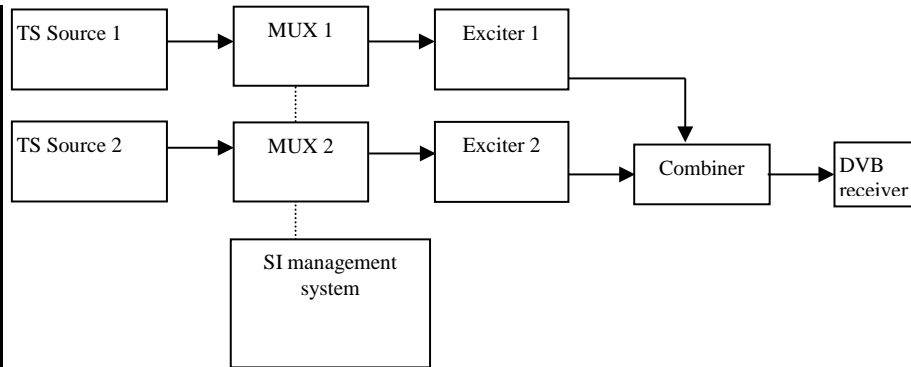 TS Source 1
MUX 1
Exciter 1
TS Source 2
MUX 2
Exciter 2
Combiner
DVB
receiver
SI management
system